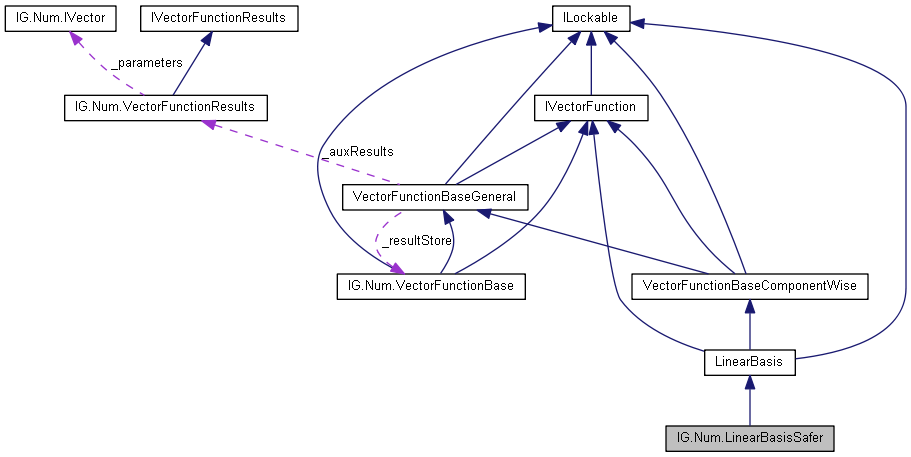 IG.Num.IVector
IVectorFunctionResults
ILockable
_parameters
IG.Num.VectorFunctionResults
IVectorFunction
_auxResults
VectorFunctionBaseGeneral
_resultStore
IG.Num.VectorFunctionBase
VectorFunctionBaseComponentWise
LinearBasis
IG.Num.LinearBasisSafer